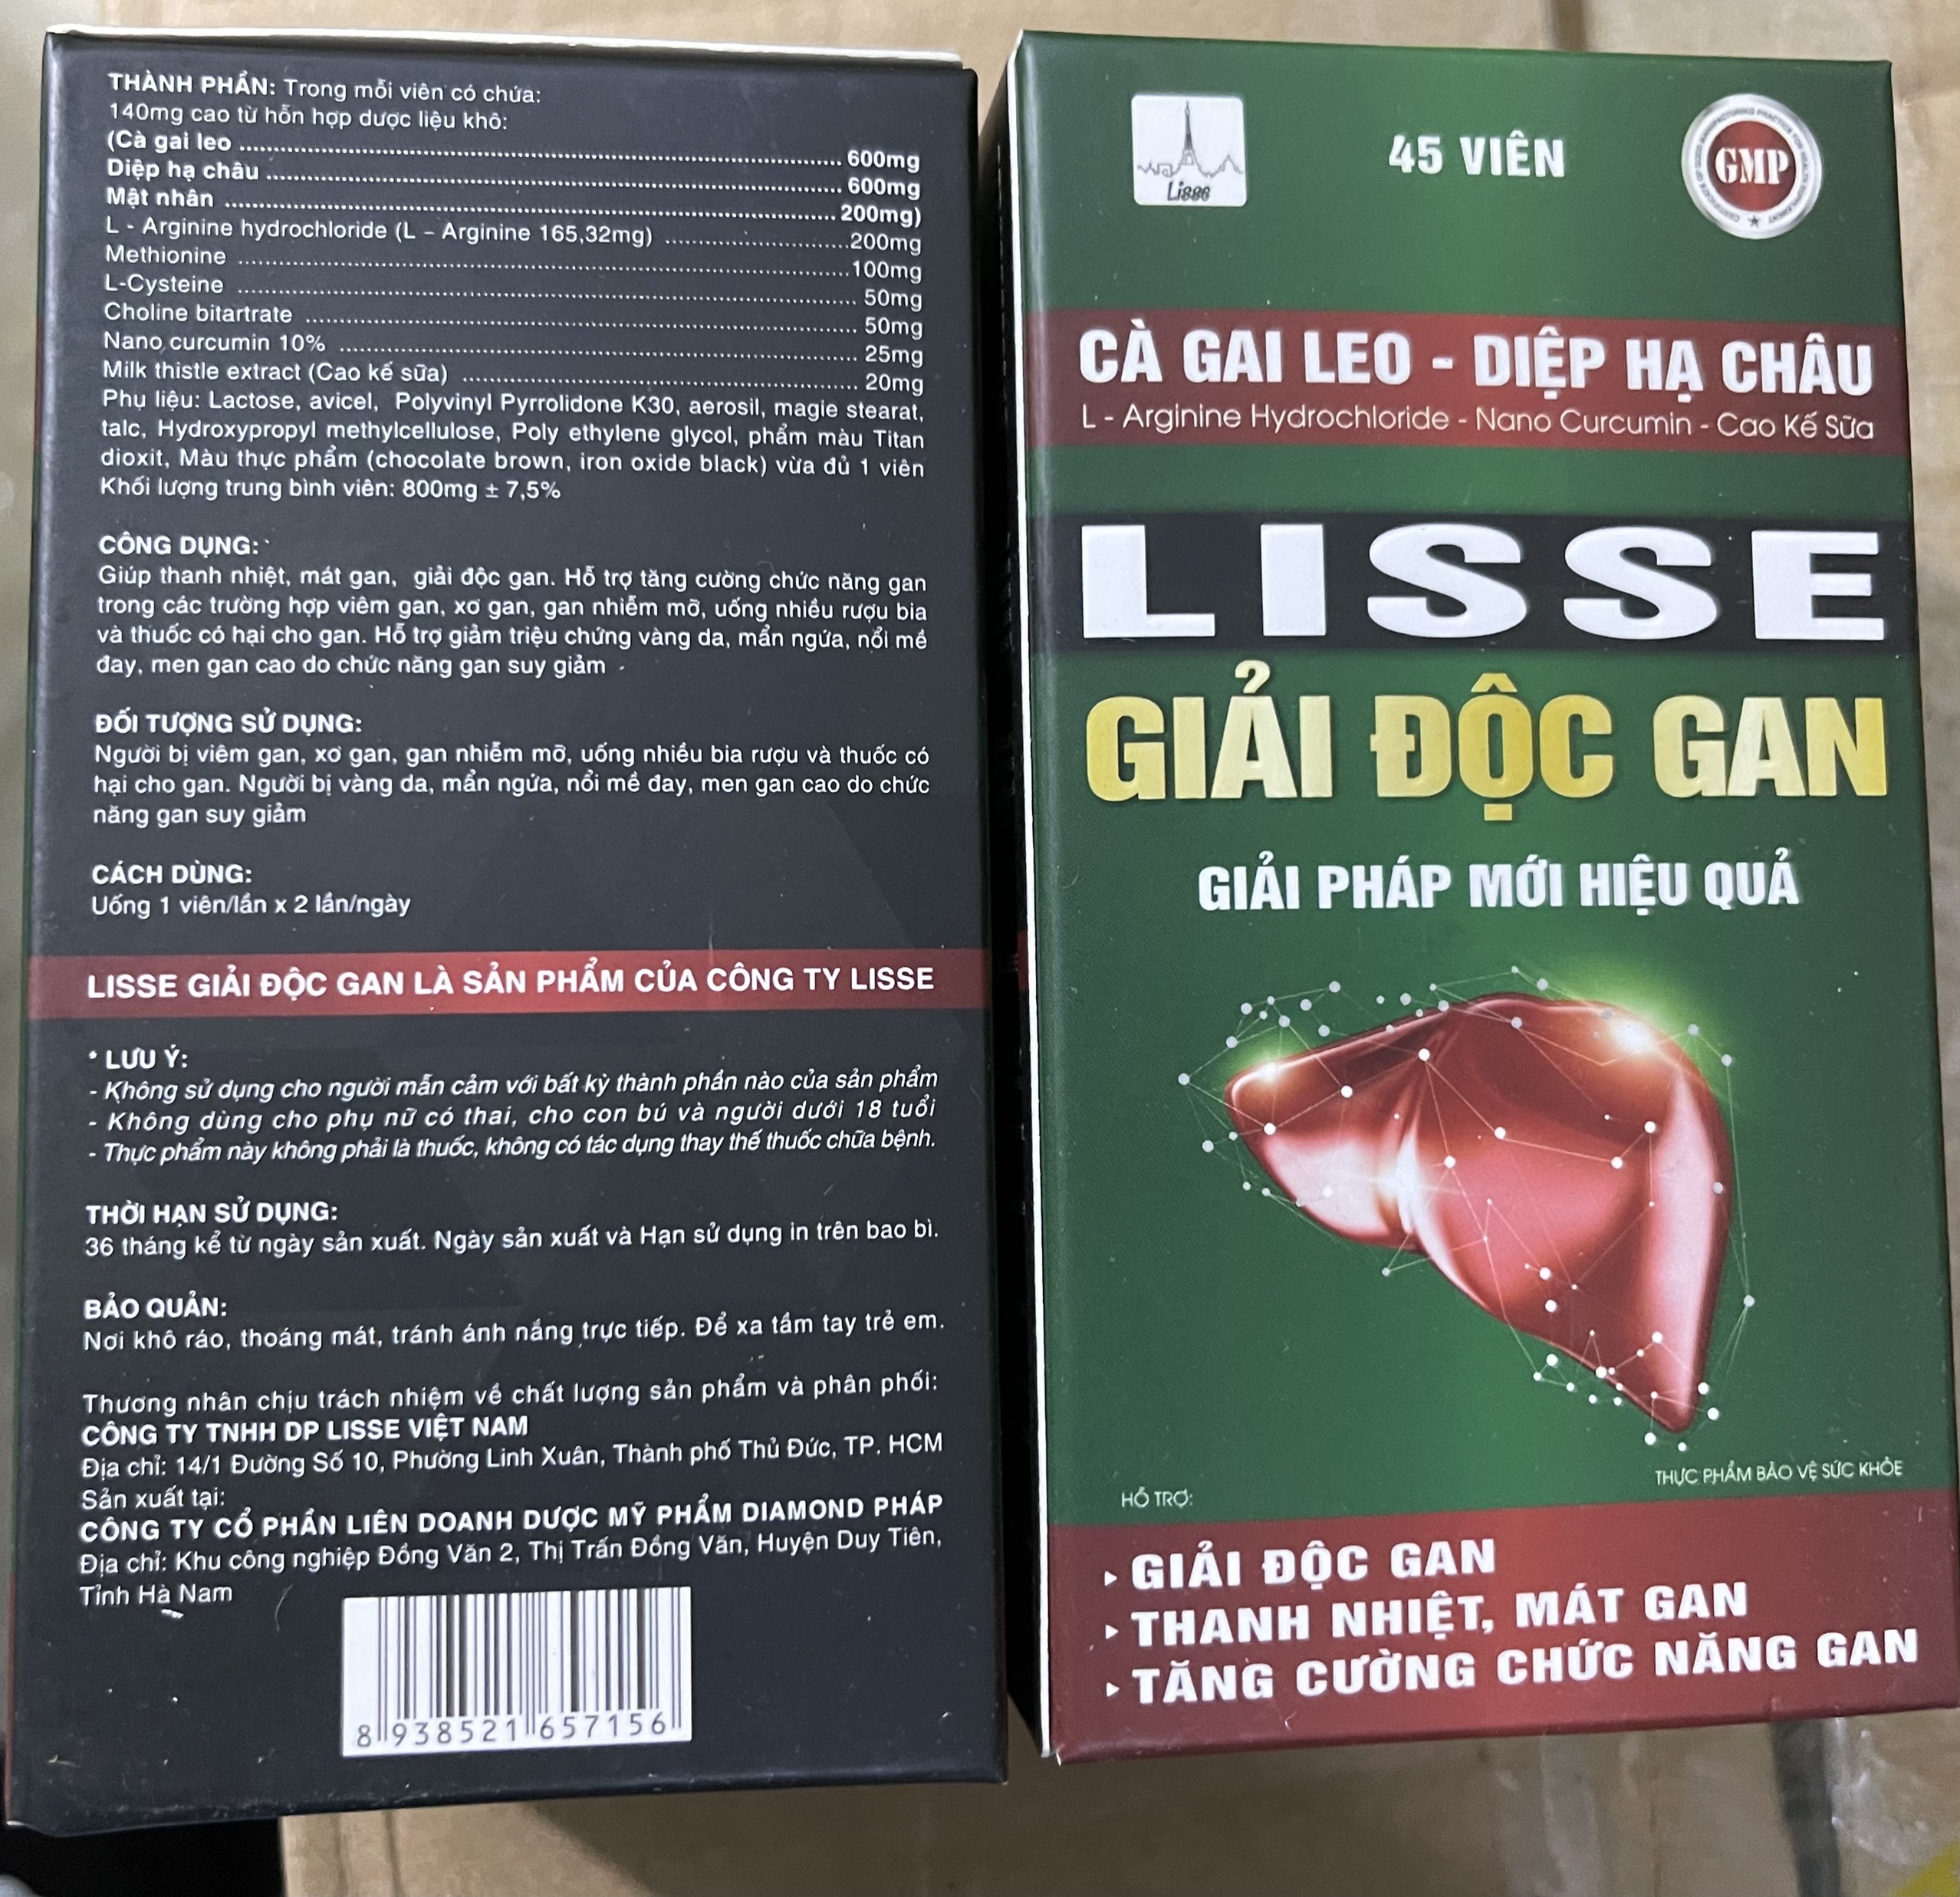 THÀNH PHẦN: Trong mỗi viên có chứa:
140mg cao từ hỗn hợp dược liệu khô:
(Cà gai leo ........ 600mg
Diệp hạ châu ........ 600mg
Mật nhân ........ 200mg)
L - Arginine hydrochloride (L – Arginine 165,32mg) ........ 200mg
Methionine ........ 100mg
L-Cysteine ........ 50mg
Choline bitartrate ........ 50mg
Nano curcumin 10% ........ 25mg
Milk thistle extract (Cao kế sữa) ........ 20mg
Phụ liệu: Lactose, avicel, Polyvinyl Pyrrolidone K30, aerosil, magie stearat,
talc, Hydroxypropyl methylcellulose, Poly ethylene glycol, phẩm màu Titan
dioxit, Màu thực phẩm (chocolate brown, iron oxide black) vừa đủ 1 viên
Khối lượng trung bình viên: 800mg ± 7,5%
CÔNG DỤNG:
Giúp thanh nhiệt, mát gan, giải độc gan. Hỗ trợ tăng cường chức năng gan
trong các trường hợp viêm gan, xơ gan, gan nhiễm mỡ, uống nhiều rượu bia
và thuốc có hại cho gan. Hỗ trợ giảm triệu chứng vàng da, mẩn ngứa, nổi mề
đay, men gan cao do chức năng gan suy giảm
ĐỐI TƯỢNG SỬ DỤNG:
Người bị viêm gan, xơ gan, gan nhiễm mỡ, uống nhiều bia rượu và thuốc có
hại cho gan. Người bị vàng da, mẩn ngứa, nổi mề đay, men gan cao do chức
năng gan suy giảm
CÁCH DÙNG:
Uống 1 viên/lần x 2 lần/ngày
LISSE GIẢI ĐỘC GAN LÀ SẢN PHẨM CỦA CÔNG TY LISSE
* LƯU Ý:
- Không sử dụng cho người mẫn cảm với bất kỳ thành phần nào của sản phẩm
- Không dùng cho phụ nữ có thai, cho con bú và người dưới 18 tuổi
- Thực phẩm này không phải là thuốc, không có tác dụng thay thế thuốc chữa bệnh.
THỜI HẠN SỬ DỤNG:
36 tháng kể từ ngày sản xuất. Ngày sản xuất và Hạn sử dụng in trên bao bì.
BẢO QUẢN:
Nơi khô ráo, thoáng mát, tránh ánh nắng trực tiếp. Để xa tầm tay trẻ em.
Thương nhân chịu trách nhiệm về chất lượng sản phẩm và phân phối:
CÔNG TY TNHH DP LISSE VIỆT NAM
Địa chỉ: 14/1 Đường Số 10, Phường Linh Xuân, Thành phố Thủ Đức, TP. HCM
Sản xuất tại:
CÔNG TY CỔ PHẦN LIÊN DOANH DƯỢC MỸ PHẨM DIAMOND PHÁP
Địa chỉ: Khu công nghiệp Đồng Văn 2, Thị Trấn Đồng Văn, Huyện Duy Tiên,
Tỉnh Hà Nam
8 938521 657156
Lisse
45 VIÊN
GMP
CÀ GAI LEO - DIỆP HẠ CHÂU
L - Arginine Hydrochloride - Nano Curcumin - Cao Kế Sữa
LISSE
GIẢI ĐỘC GAN
GIẢI PHÁP MỚI HIỆU QUẢ
THỰC PHẨM BẢO VỆ SỨC KHỎE
HỖ TRỢ:
▸ GIẢI ĐỘC GAN
▸ THANH NHIỆT, MÁT GAN
▸ TĂNG CƯỜNG CHỨC NĂNG GAN